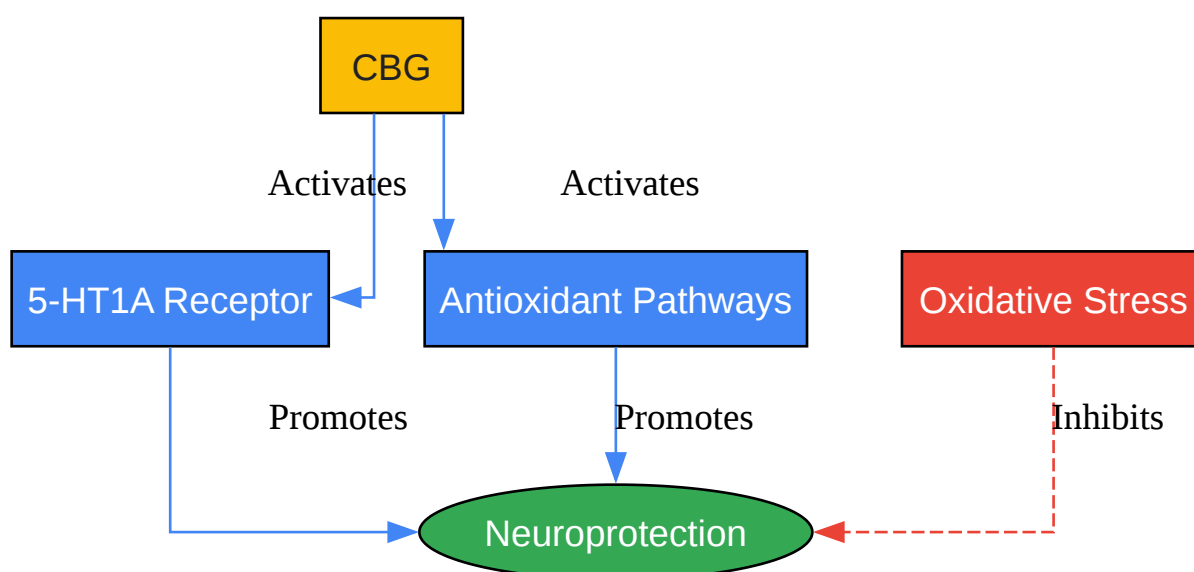 CBG
Activates
Activates
5-HT1A Receptor
Antioxidant Pathways
Oxidative Stress
Promotes
Promotes
Inhibits
Neuroprotection